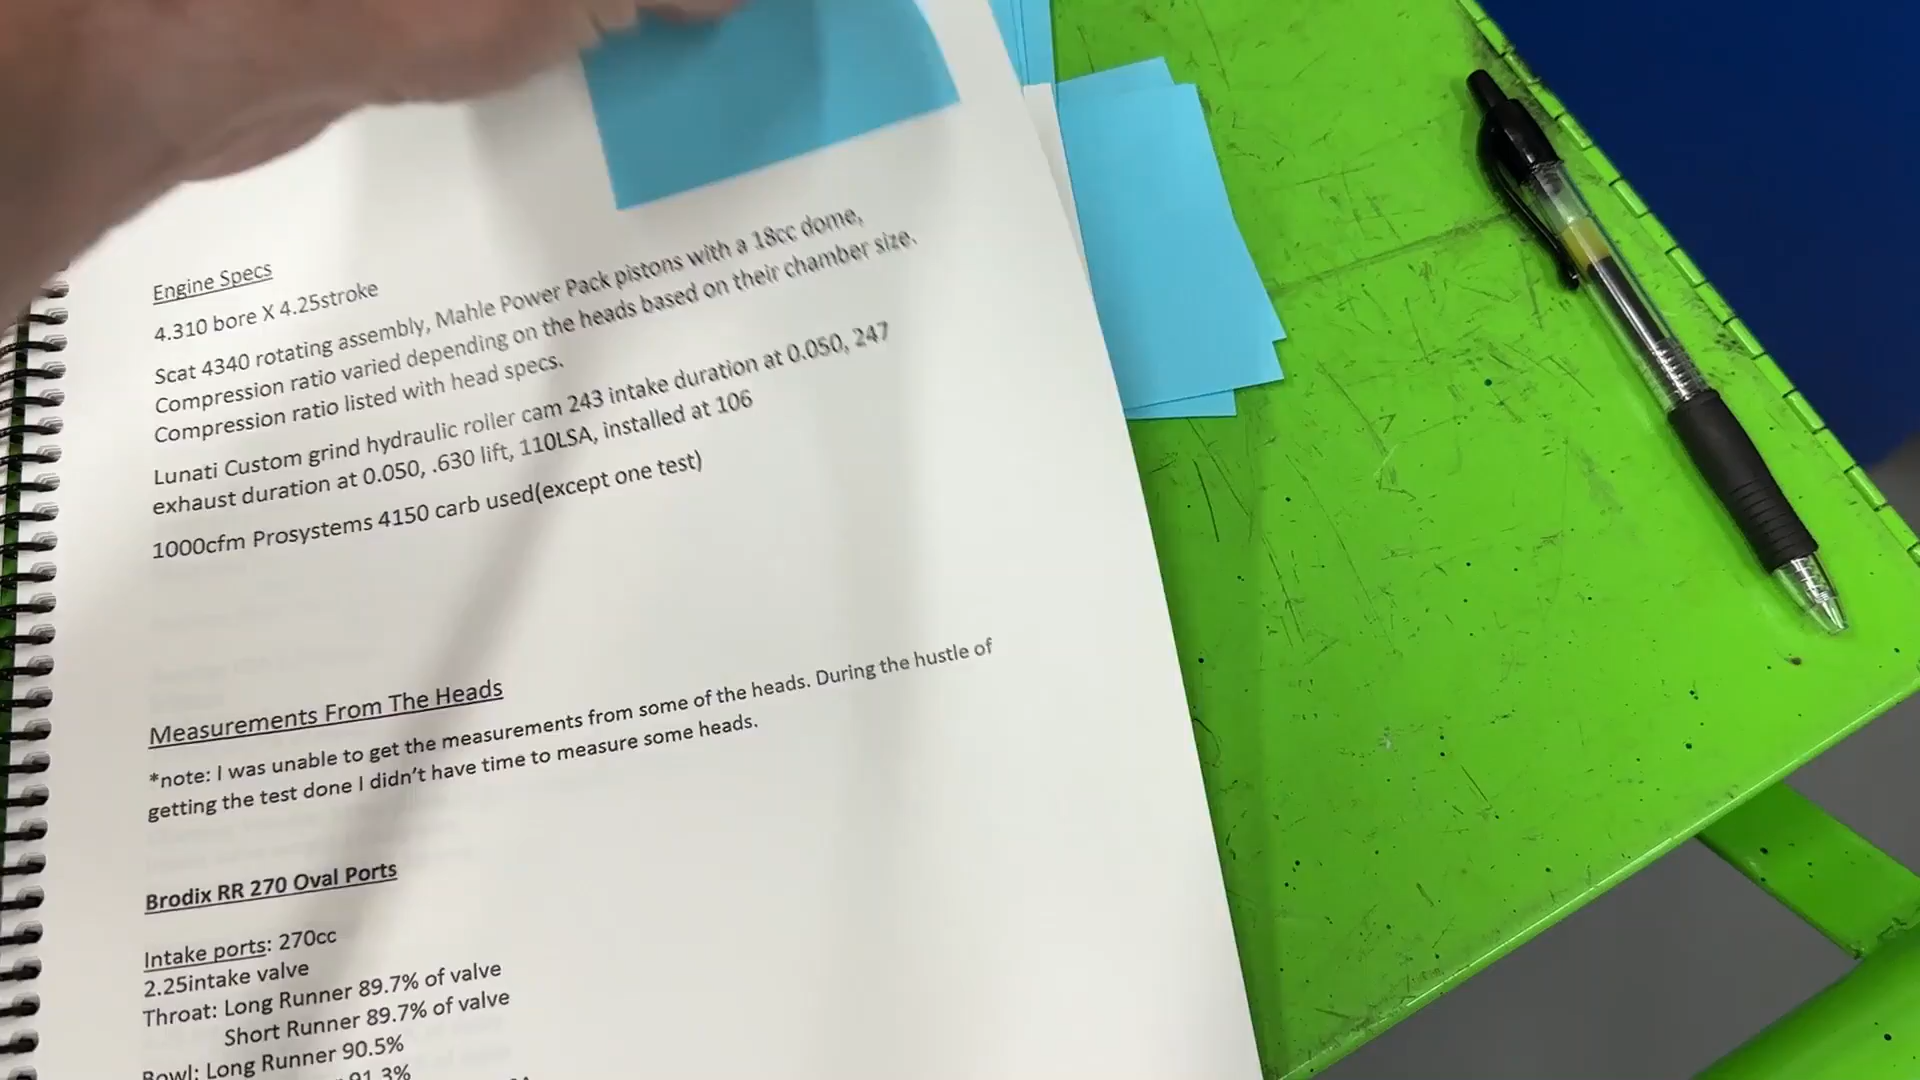 Engine Specs
4.310 bore X 4.25stroke
Scat 4340 rotating assembly, Mahle Power Pack pistons with a 18cc dome,
Compression ratio varied depending on the heads based on their chamber size.
Compression ratio listed with head specs.
Lunati Custom grind hydraulic roller cam 243 intake duration at 0.050, 247
exhaust duration at 0.050, .630 lift, 110LSA, installed at 106
1000cfm Prosystems 4150 carb used(except one test)
Measurements From The Heads
*note: I was unable to get the measurements from some of the heads. During the hustle of
getting the test done I didn't have time to measure some heads.
Brodix RR 270 Oval Ports
Intake ports: 270cc
2.25intake valve
Throat: Long Runner 89.7% of valve
Short Runner 89.7% of valve
Bowl: Long Runner 90.5%
91.3%